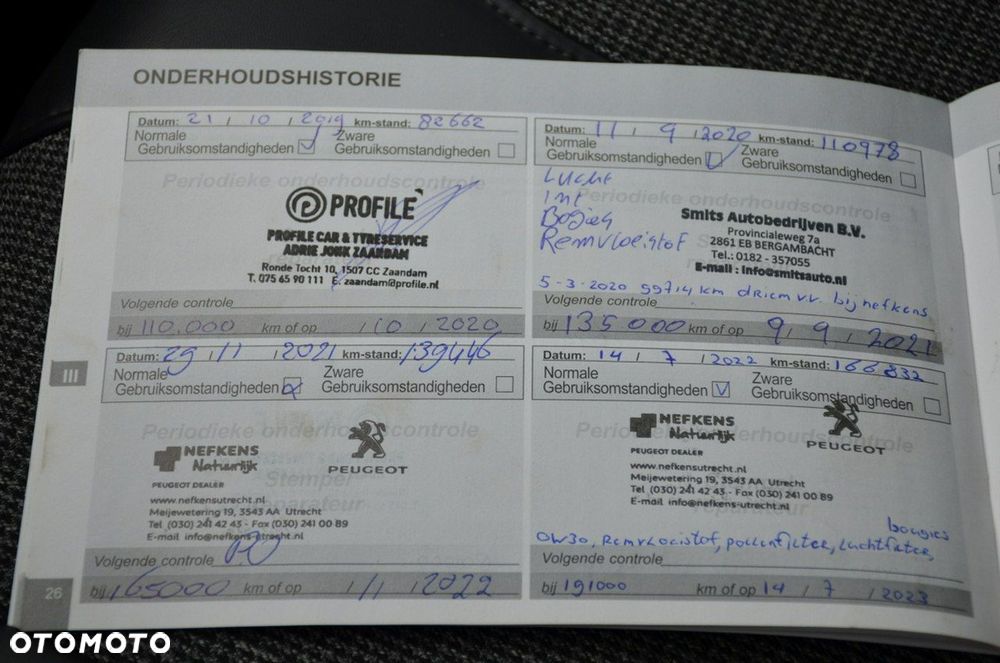 ONDERHOUDSHISTORIE
Datum: 21 / 10 / 2019 km-stand: 82662
Normale Gebruiksomstandigheden
Zware Gebruiksomstandigheden
Periodieke onderhoudscontrole
PROFILE
PROFILE CAR & TYRESERVICE
ADRIE JONK ZAANDAM
Ronde Tocht 10, 1507 CC Zaandam
T. 075 65 90 111 E. zaandam@profile.nl
Volgende controle
bij 110.000 km of op / 10 / 2020
Datum: 11 / 9 / 2020 km-stand: 110978
Normale Gebruiksomstandigheden
Zware Gebruiksomstandigheden
Periodieke onderhoudscontrole
Lucht
Int
Bogies
Remvloeistof
Smits Autobedrijven B.V.
Provincialeweg 7a
2861 EB BERGAMBACHT
Tel.: 0182 - 357055
E-mail : info@smitsauto.nl
5-3-2020 99714 km driem vv. bij nefkens
Volgende controle
bij 135000 km of op 9 / 9 / 2021
III
Datum: 29 / 11 / 2021 km-stand: 139446
Normale Gebruiksomstandigheden
Zware Gebruiksomstandigheden
Periodieke onderhoudscontrole
NEFKENS
Natuurlijk
PEUGEOT DEALER
PEUGEOT
Stempel
reparateur
www.nefkensutrecht.nl
Meijewetering 19, 3543 AA Utrecht
Tel (030) 241 42 43 - Fax (030) 241 00 89
E-mail info@nefkens-utrecht.nl
Volgende controle
bij 165000 km of op / 11 / 2022
Datum: 14 / 7 / 2022 km-stand: 166832
Normale Gebruiksomstandigheden
Zware Gebruiksomstandigheden
Periodieke onderhoudscontrole
NEFKENS
Natuurlijk
PEUGEOT DEALER
PEUGEOT
www.nefkensutrecht.nl
Meijewetering 19, 3543 AA Utrecht
Tel (030) 241 42 43 - Fax (030) 241 00 89
E-mail info@nefkens-utrecht.nl
reparateur
bougies
0W30, Remvloeistof, pollenfilter, luchtfilter,
Volgende controle
bij 191000 km of op 14 / 7 / 2023
26
OTOMOTO